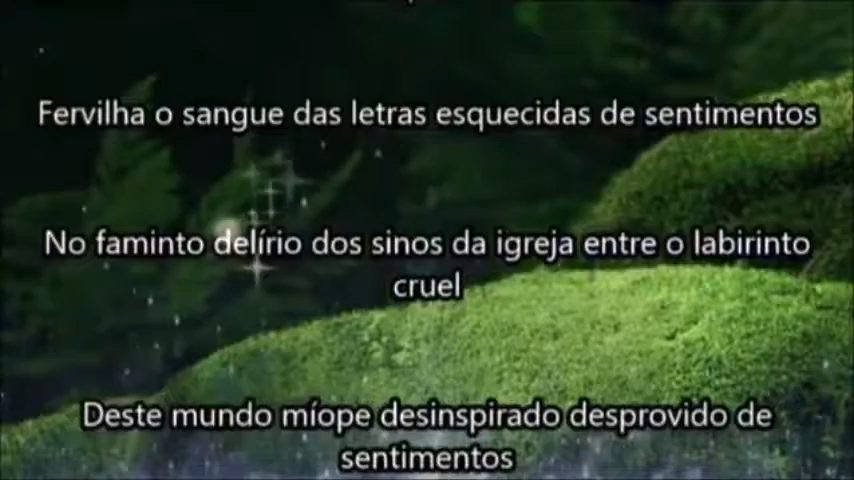 Fervilha o sangue das letras esquecidas de sentimentos
No faminto delírio dos sinos da igreja entre o labirinto
cruel
Deste mundo míope desinspirado desprovido de
sentimentos